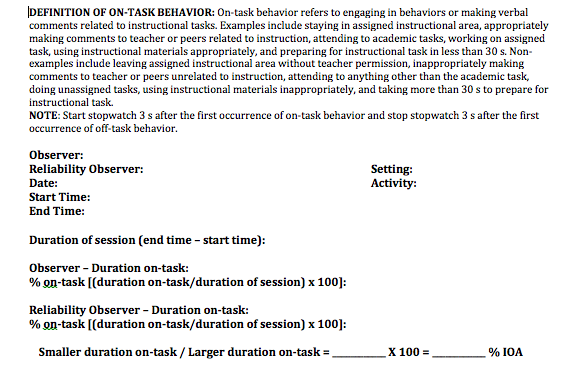 DEFINITION OF ON-TASK BEHAVIOR: On-task behavior refers to engaging in behaviors or making verbal
comments related to instructional tasks. Examples include staying in assigned instructional area, appropriately
making comments to teacher or peers related to instruction, attending to academic tasks, working on assigned
task, using instructional materials appropriately, and preparing for instructional task in less than 30 s. Non-
examples include leaving assigned instructional area without teacher permission, inappropriately making
comments to teacher or peers unrelated to instruction, attending to anything other than the academic task,
doing unassigned tasks, using instructional materials inappropriately, and taking more than 30 s to prepare for
instructional task.
NOTE: Start stopwatch 3 s after the first occurrence of on-task behavior and stop stopwatch 3 s after the first
occurrence of off-task behavior.
Observer:
Reliability Observer: Setting:
Date: Activity:
Start Time:
End Time:
Duration of session (end time – start time):
Observer – Duration on-task:
% on-task [(duration on-task/duration of session) x 100]:
Reliability Observer – Duration on-task:
% on-task [(duration on-task/duration of session) x 100]:
Smaller duration on-task / Larger duration on-task = _________ X 100 = _________ % IOA